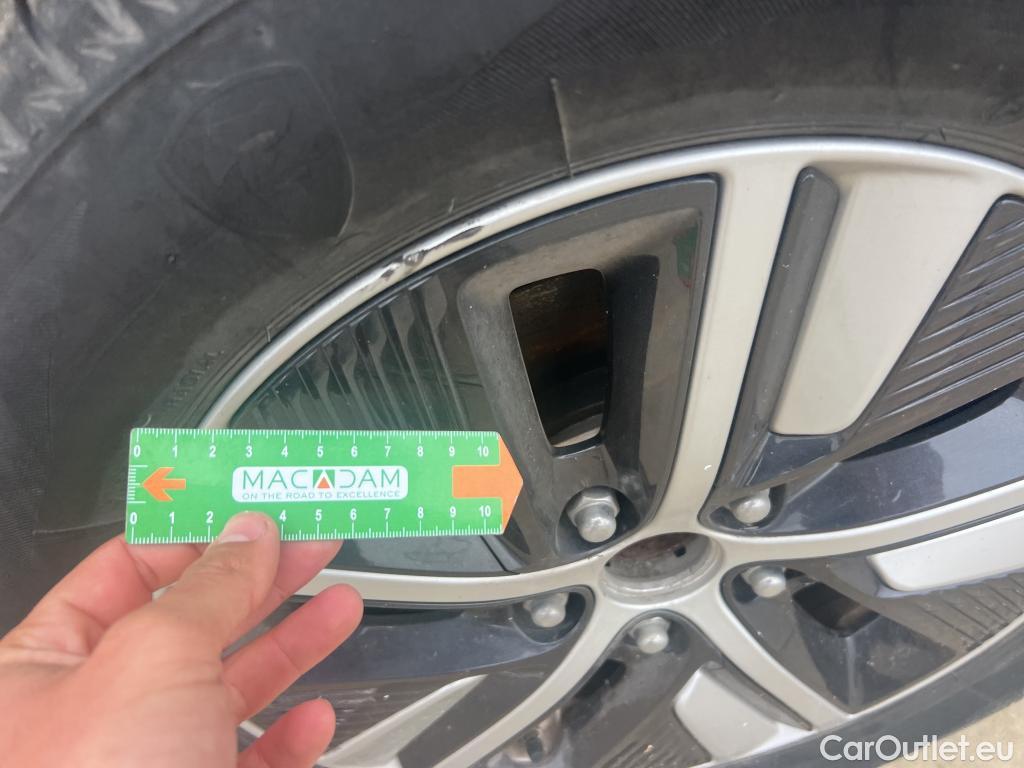 0 1 2 3 4 5 6 7 8 9 10
MACADAM
ON THE ROAD TO EXCELLENCE
0 1 2 4 5 6 7 8 9 10
CarOutlet.eu